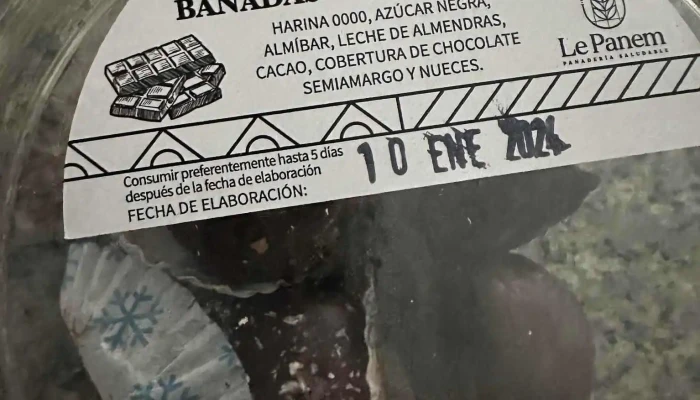 BAÑADAS
HARINA 0000, AZÚCAR NEGRA,
ALMÍBAR, LECHE DE ALMENDRAS,
CACAO, COBERTURA DE CHOCOLATE
SEMIAMARGO Y NUECES.
Le Panem
PANADERÍA SALUDABLE
Consumir preferentemente hasta 5 días
después de la fecha de elaboración
FECHA DE ELABORACIÓN:
10 ENE 2024